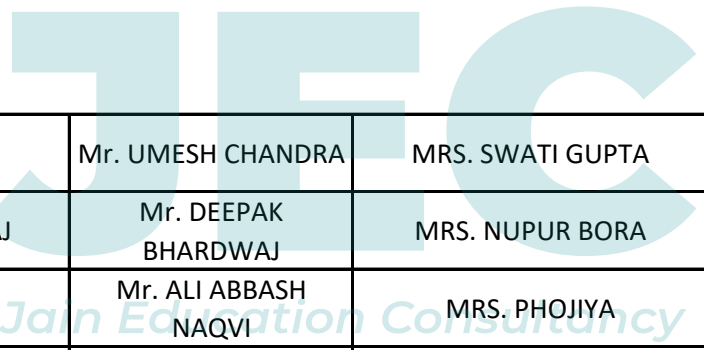 JEC
Mr. UMESH CHANDRA MRS. SWATI GUPTA
Mr. DEEPAK
BHARDWAJ MRS. NUPUR BORA
Mr. ALI ABBASH
NAQVI MRS. PHOJIYA
Jain Education Consultancy